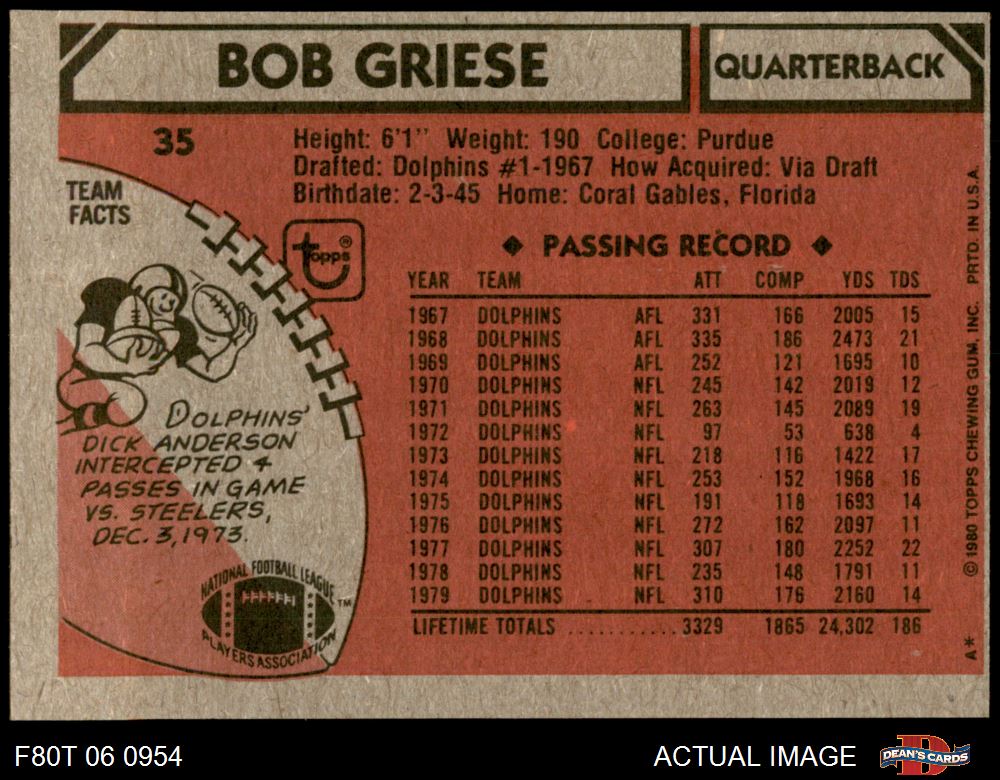 BOB GRIESE QUARTERBACK
35
Height: 6'1" Weight: 190 College: Purdue
Drafted: Dolphins #1-1967 How Acquired: Via Draft
Birthdate: 2-3-45 Home: Coral Gables, Florida
TEAM
FACTS
topps®
DOLPHINS'
DICK ANDERSON
INTERCEPTED 4
PASSES IN GAME
VS. STEELERS,
DEC. 3, 1973.
NATIONAL FOOTBALL LEAGUE
PLAYERS ASSOCIATION ™
◆ PASSING RECORD ◆
YEAR TEAM ATT COMP YDS TDS
1967 DOLPHINS AFL 331 166 2005 15
1968 DOLPHINS AFL 335 186 2473 21
1969 DOLPHINS AFL 252 121 1695 10
1970 DOLPHINS NFL 245 142 2019 12
1971 DOLPHINS NFL 263 145 2089 19
1972 DOLPHINS NFL 97 53 638 4
1973 DOLPHINS NFL 218 116 1422 17
1974 DOLPHINS NFL 253 152 1968 16
1975 DOLPHINS NFL 191 118 1693 14
1976 DOLPHINS NFL 272 162 2097 11
1977 DOLPHINS NFL 307 180 2252 22
1978 DOLPHINS NFL 235 148 1791 11
1979 DOLPHINS NFL 310 176 2160 14
LIFETIME TOTALS ........... 3329 1865 24,302 186
A* © 1980 TOPPS CHEWING GUM, INC. PRTD. IN U.S.A.
F80T 06 0954 ACTUAL IMAGE DEAN'S CARDS